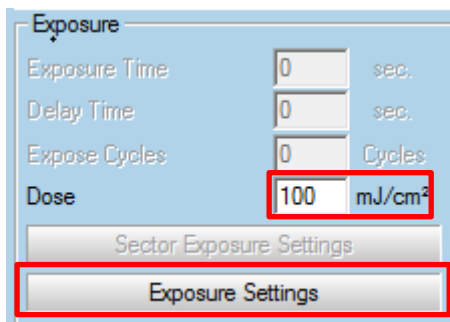 Exposure
Exposure Time 0 sec.
Delay Time 0 sec.
Expose Cycles 0 Cycles
Dose 100 mJ/cm²
Sector Exposure Settings
Exposure Settings